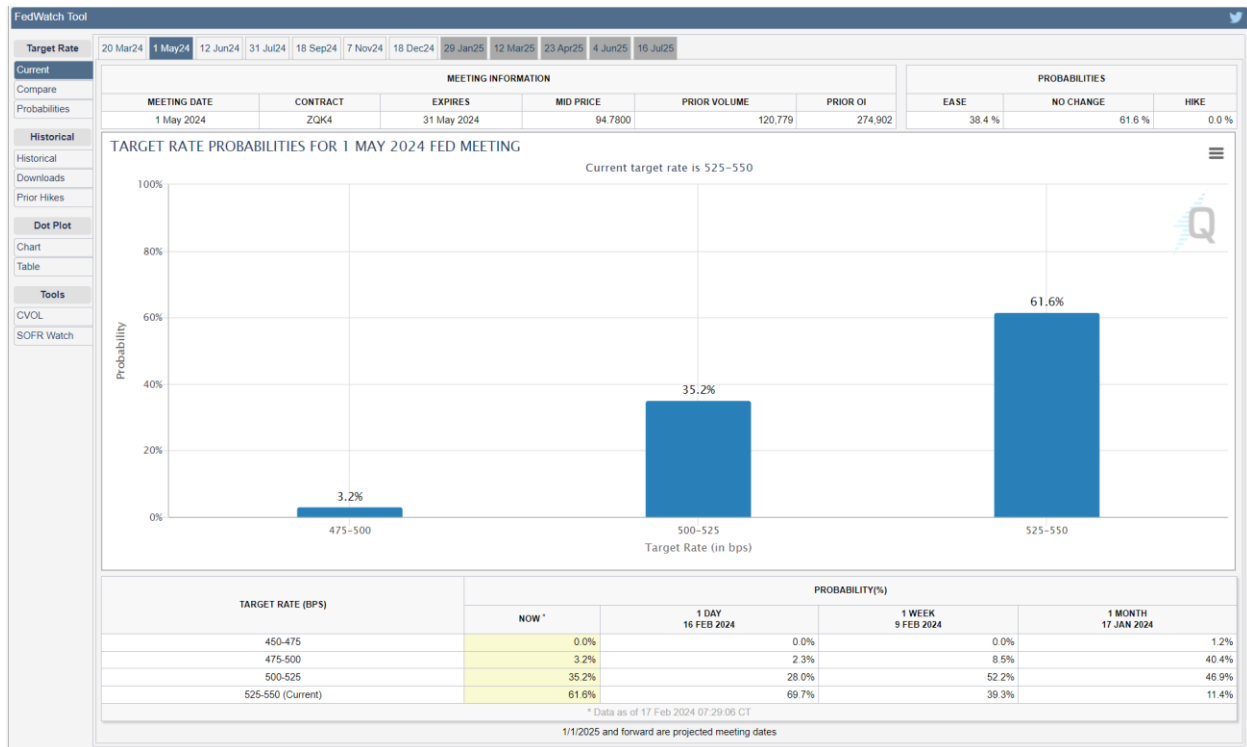 FedWatch Tool
Target Rate
Current
Compare
Probabilities
Historical
Historical
Downloads
Prior Hikes
Dot Plot
Chart
Table
Tools
CVOL
SOFR Watch
20 Mar24 1 May24 12 Jun24 31 Jul24 18 Sep24 7 Nov24 18 Dec24 29 Jan25 12 Mar25 23 Apr25 4 Jun25 16 Jul25
MEETING INFORMATION
MEETING DATE CONTRACT EXPIRES MID PRICE PRIOR VOLUME PRIOR OI
1 May 2024 ZQK4 31 May 2024 94.7800 120,779 274,902
PROBABILITIES
EASE NO CHANGE HIKE
38.4 % 61.6 % 0.0 %
TARGET RATE PROBABILITIES FOR 1 MAY 2024 FED MEETING
Current target rate is 525-550
Q
Probability
100%
80%
60%
40%
20%
0%
3.2%
35.2%
61.6%
475-500 500-525 525-550
Target Rate (in bps)
TARGET RATE (BPS) PROBABILITY(%)
NOW * 1 DAY 16 FEB 2024 1 WEEK 9 FEB 2024 1 MONTH 17 JAN 2024
450-475 0.0% 0.0% 0.0% 1.2%
475-500 3.2% 2.3% 8.5% 40.4%
500-525 35.2% 28.0% 52.2% 46.9%
525-550 (Current) 61.6% 69.7% 39.3% 11.4%
* Data as of 17 Feb 2024 07:29:06 CT
1/1/2025 and forward are projected meeting dates